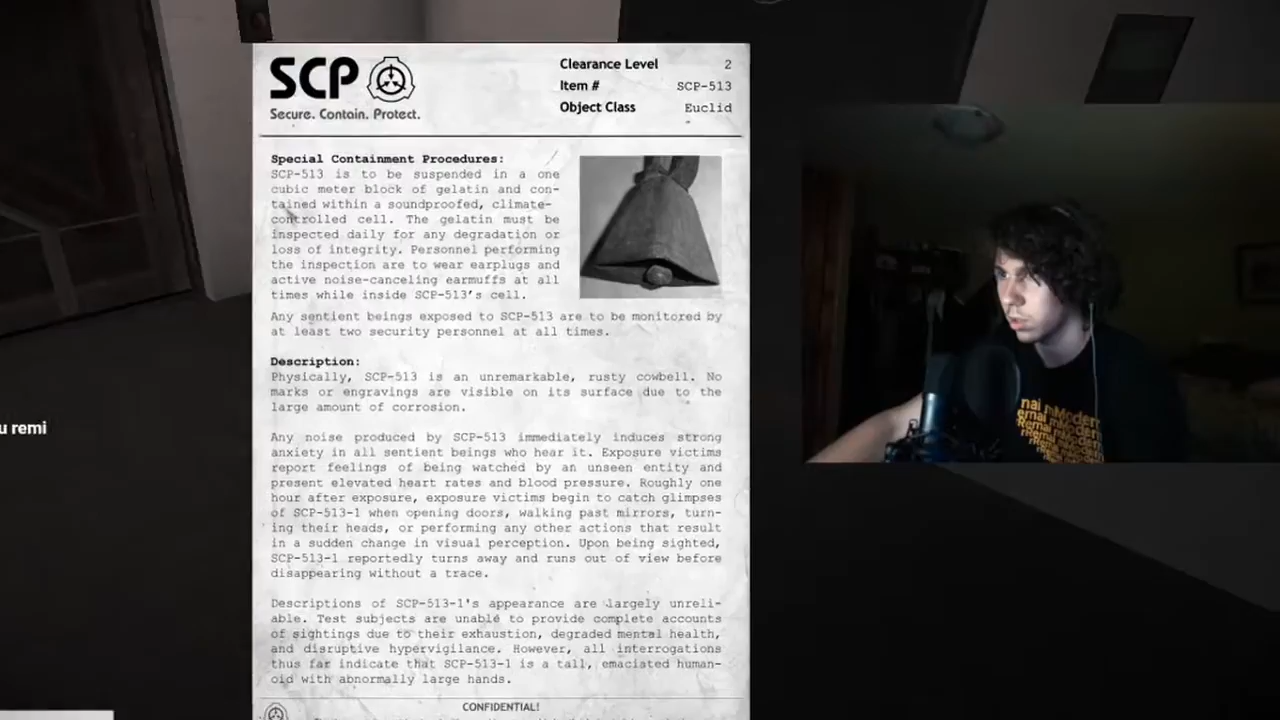 SCP
Secure. Contain. Protect.
Clearance Level 2
Item # SCP-513
Object Class Euclid
Special Containment Procedures:
SCP-513 is to be suspended in a one
cubic meter block of gelatin and con-
tained within a soundproofed, climate-
controlled cell. The gelatin must be
inspected daily for any degradation or
loss of integrity. Personnel performing
the inspection are to wear earplugs and
active noise-canceling earmuffs at all
times while inside SCP-513's cell.
Any sentient beings exposed to SCP-513 are to be monitored by
at least two security personnel at all times.
Description:
Physically, SCP-513 is an unremarkable, rusty cowbell. No
marks or engravings are visible on its surface due to the
large amount of corrosion.
Any noise produced by SCP-513 immediately induces strong
anxiety in all sentient beings who hear it. Exposure victims
report feelings of being watched by an unseen entity and
present elevated heart rates and blood pressure. Roughly one
hour after exposure, exposure victims begin to catch glimpses
of SCP-513-1 when opening doors, walking past mirrors, turn-
ing their heads, or performing any other actions that result
in a sudden change in visual perception. Upon being sighted,
SCP-513-1 reportedly turns away and runs out of view before
disappearing without a trace.
Descriptions of SCP-513-1's appearance are largely unreli-
able. Test subjects are unable to provide complete accounts
of sightings due to their exhaustion, degraded mental health,
and disruptive hypervigilance. However, all interrogations
thus far indicate that SCP-513-1 is a tall, emaciated human-
oid with abnormally large hands.
CONFIDENTIAL!
u remi